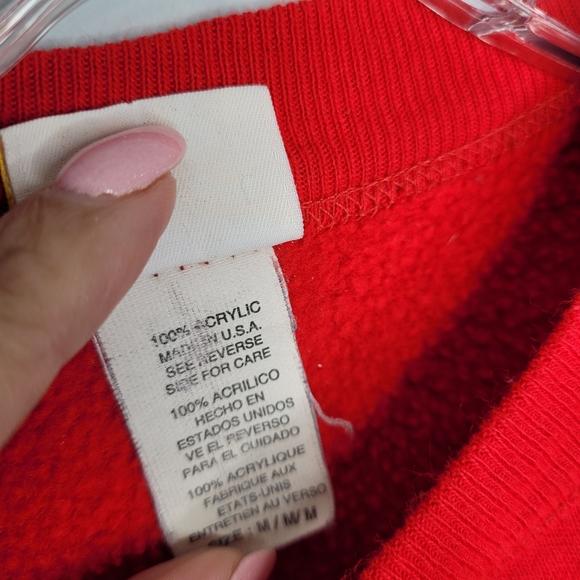 100% ACRYLIC
MADE IN U.S.A.
SEE REVERSE
SIDE FOR CARE
100% ACRILICO
HECHO EN
ESTADOS UNIDOS
VE EL REVERSO
PARA EL CUIDADO
100% ACRYLIQUE
FABRIQUE AUX
ETATS-UNIS
ENTRETIEN AU VERSO
SIZE: M / M/ M